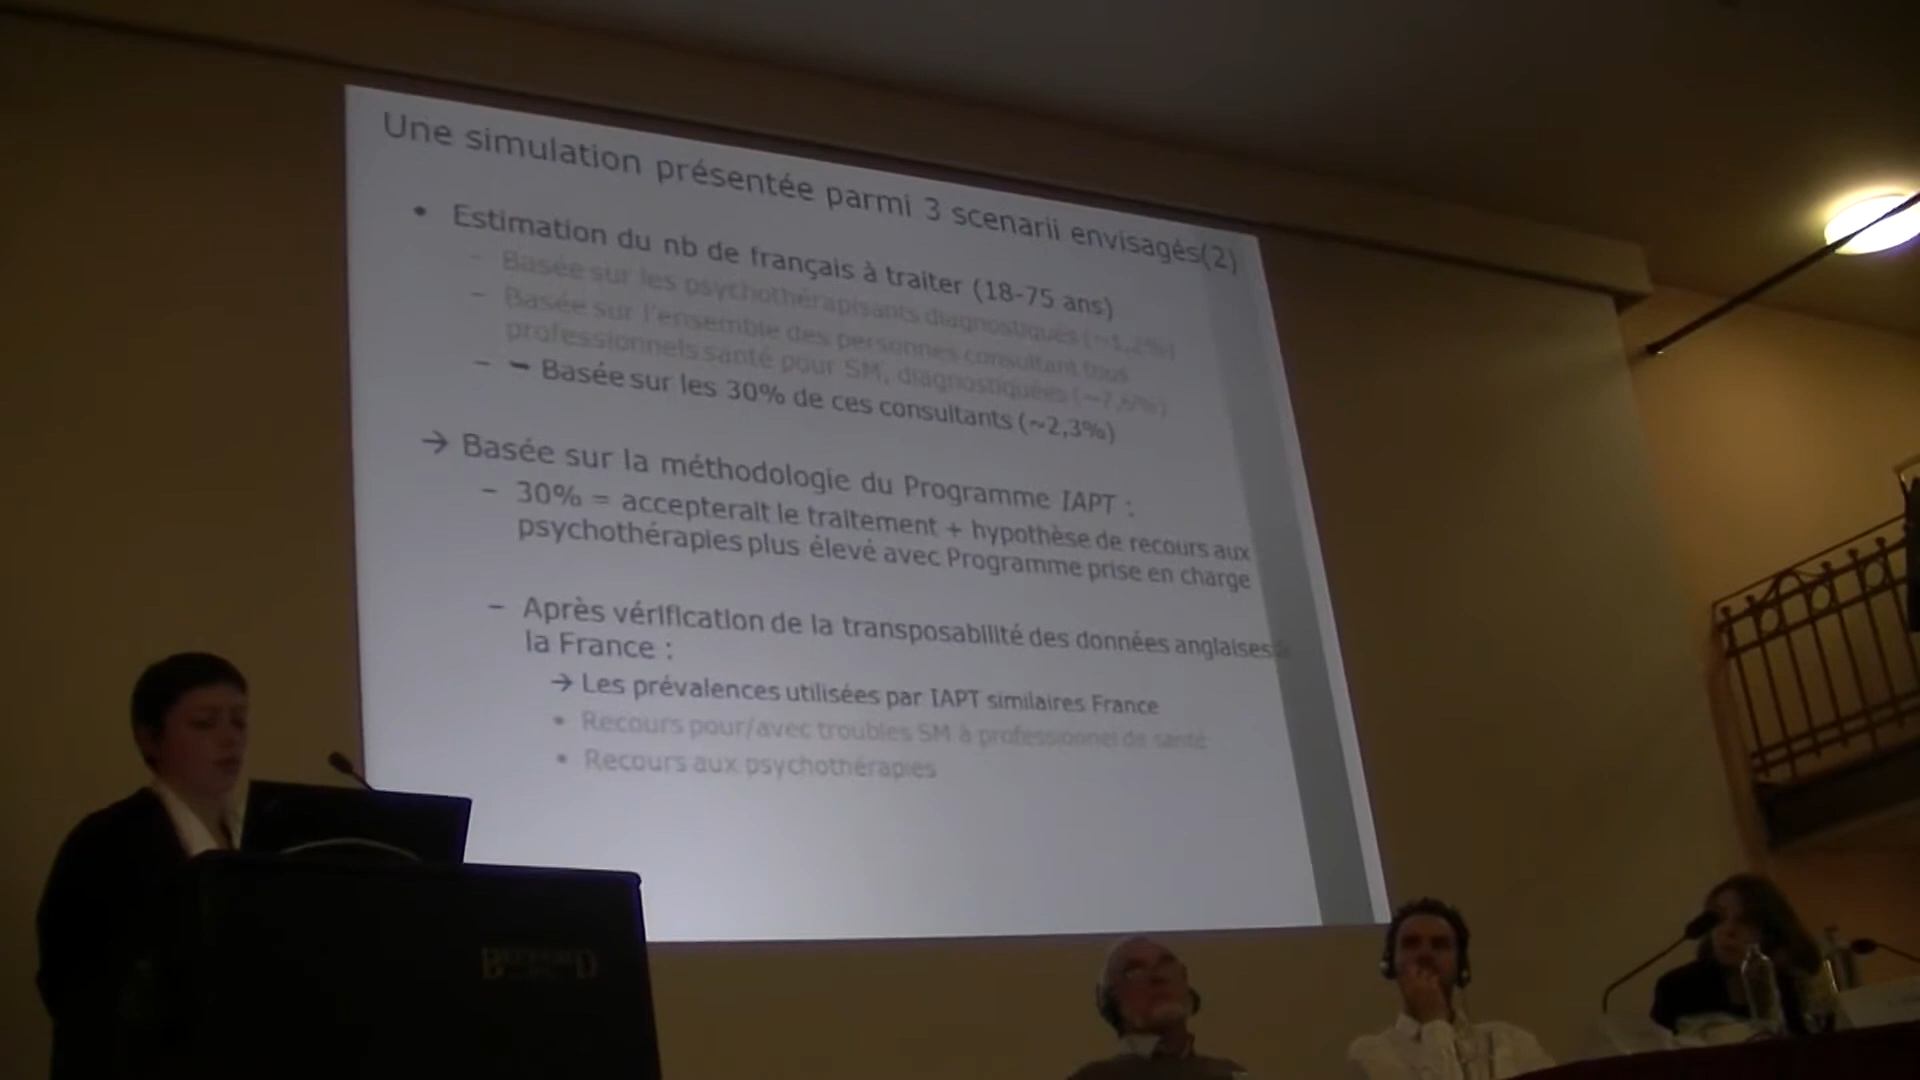 Une simulation présentée parmi 3 scenarii envisagés(2)
• Estimation du nb de français à traiter (18-75 ans)
– Basée sur les psychothérapisants diagnostiqués (~1,2%)
– Basée sur l'ensemble des personnes consultant tous
professionnels santé pour SM, diagnostiquées (~7,6%)
– ➡ Basée sur les 30% de ces consultants (~2,3%)
→ Basée sur la méthodologie du Programme IAPT :
– 30% = accepterait le traitement + hypothèse de recours aux
psychothérapies plus élevé avec Programme prise en charge
– Après vérification de la transposabilité des données anglaises à
la France :
→ Les prévalences utilisées par IAPT similaires France
• Recours pour/avec troubles SM à professionnel de santé
• Recours aux psychothérapies